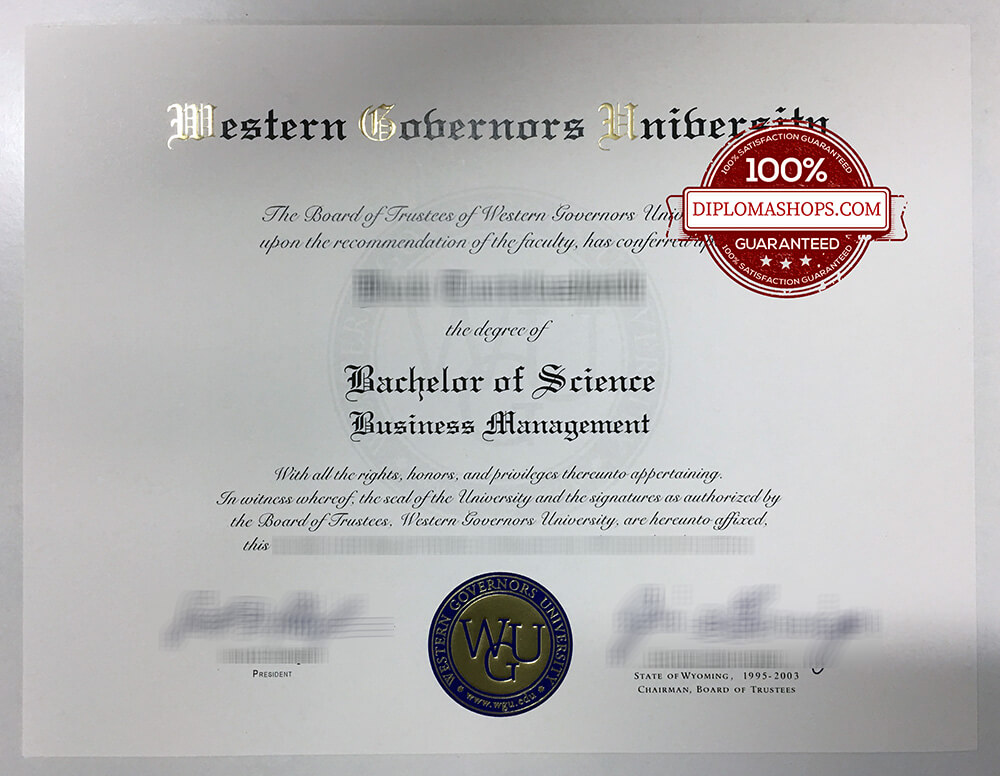 Western Governors University
100% SATISFACTION GUARANTEED
100%
DIPLOMASHOPS.COM
GUARANTEED
100% SATISFACTION GUARANTEED
The Board of Trustees of Western Governors
upon the recommendation of the faculty, has conferred
the degree of
Bachelor of Science
Business Management
With all the rights, honors, and privileges thereunto appertaining.
In witness whereof, the seal of the University and the signatures as authorized by
the Board of Trustees, Western Governors University, are hereunto affixed,
this
WESTERN GOVERNORS UNIVERSITY
WGU
www.wgu.edu
PRESIDENT
STATE OF WYOMING, 1995-2003
CHAIRMAN, BOARD OF TRUSTEES